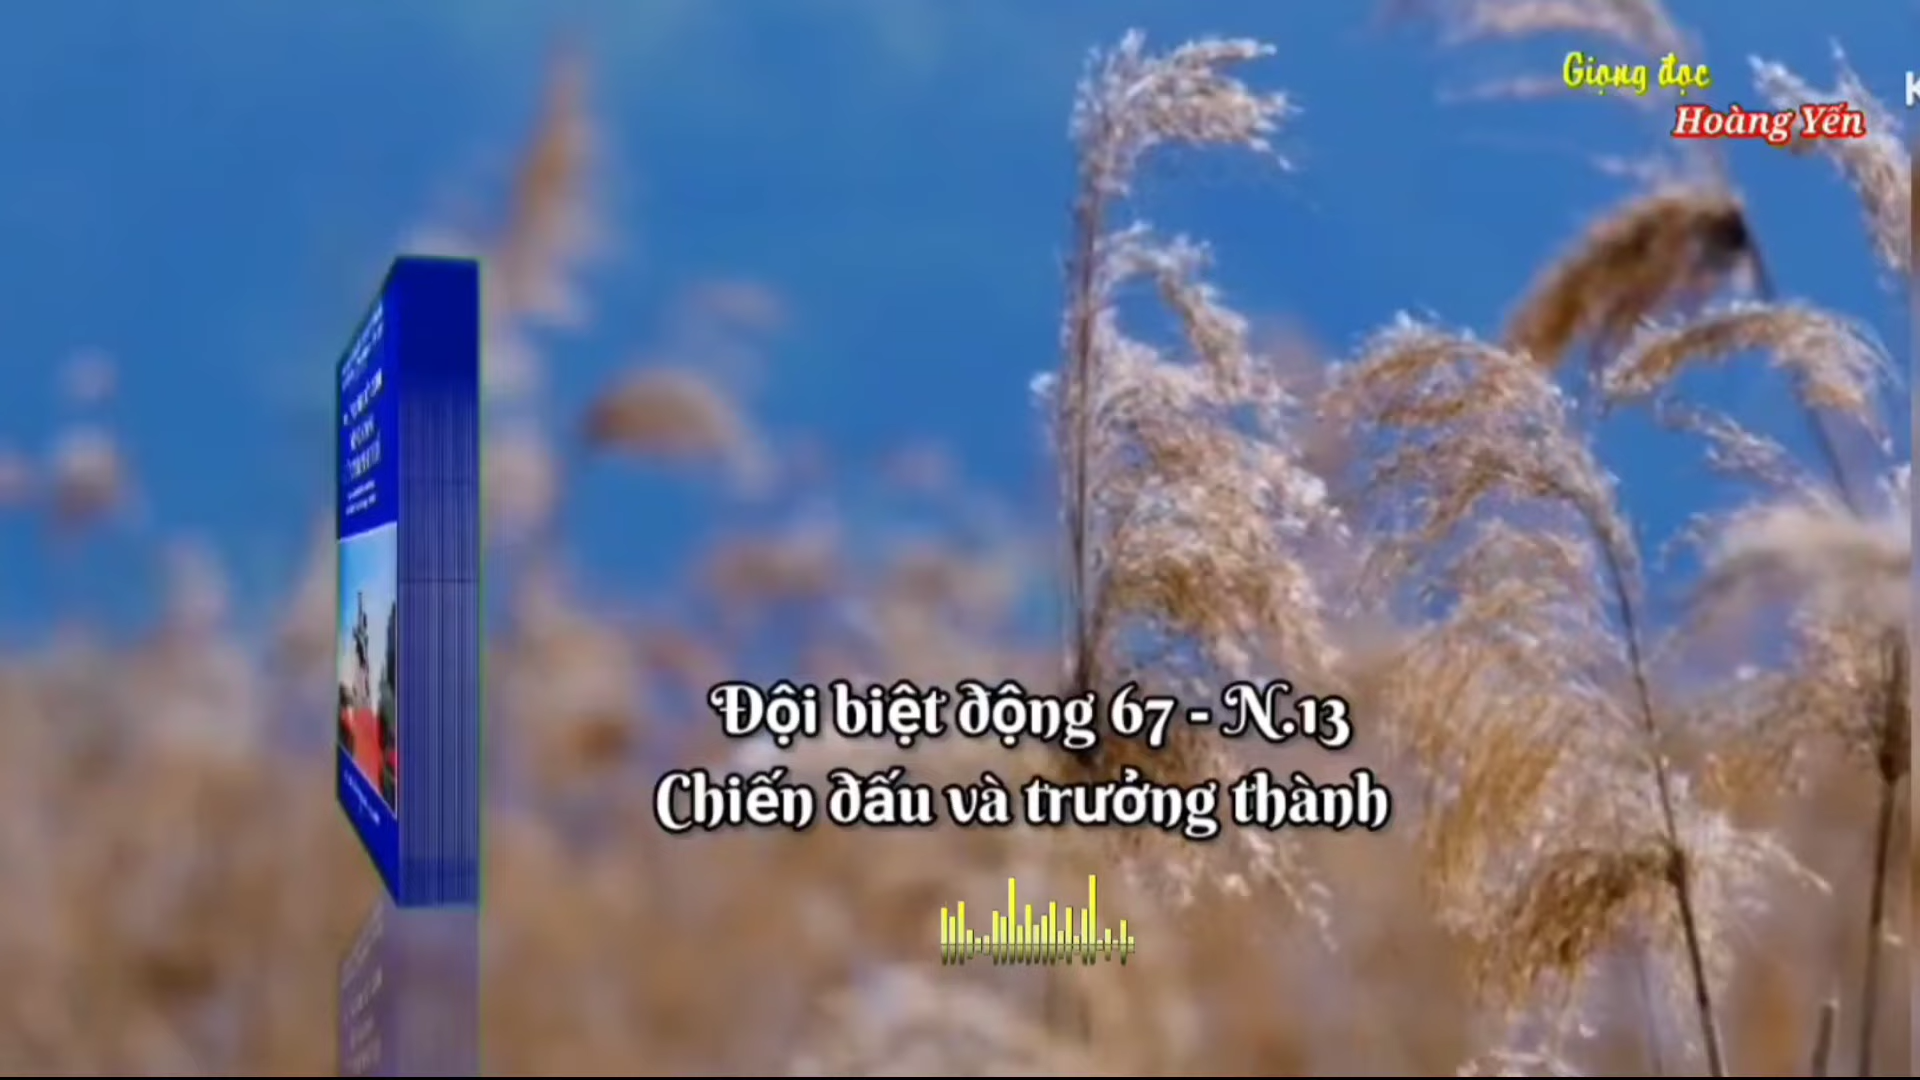 Giọng đọc
Hoàng Yến
K
Đội biệt động 67 - N.13
Chiến đấu và trưởng thành